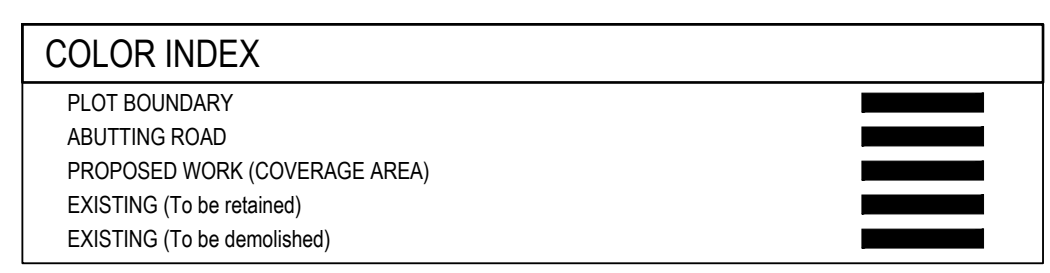 COLOR INDEX
PLOT BOUNDARY
ABUTTING ROAD
PROPOSED WORK (COVERAGE AREA)
EXISTING (To be retained)
EXISTING (To be demolished)